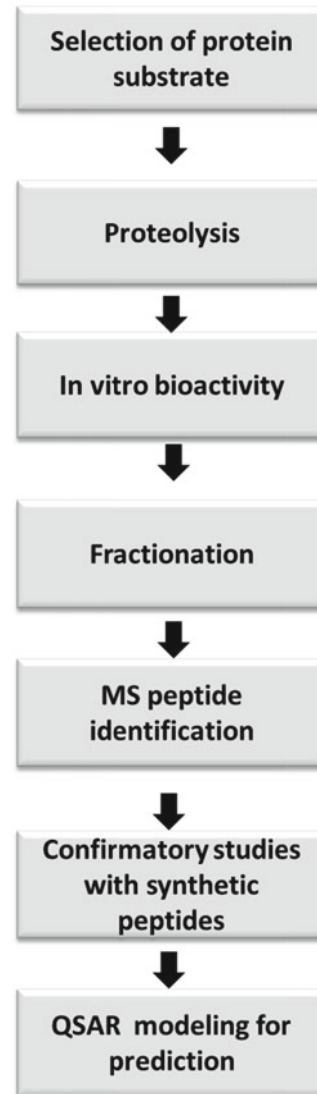 Selection of protein
substrate
Proteolysis
In vitro bioactivity
Fractionation
MS peptide
identification
Confirmatory studies
with synthetic
peptides
QSAR modeling for
prediction